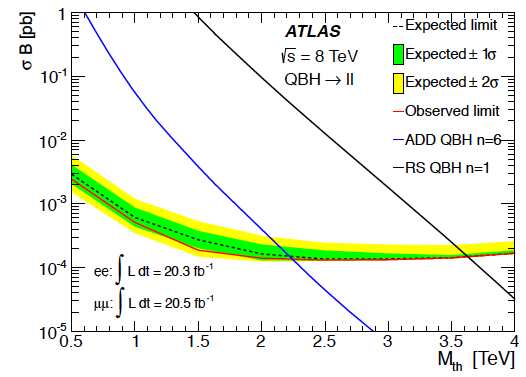 σ B [pb]
1
10⁻¹
10⁻²
10⁻³
10⁻⁴
10⁻⁵
ATLAS
√s = 8 TeV
QBH → ll
Expected limit
Expected ± 1σ
Expected ± 2σ
Observed limit
ADD QBH n=6
RS QBH n=1
ee: ∫ L dt = 20.3 fb⁻¹
μμ: ∫ L dt = 20.5 fb⁻¹
0.5 1 1.5 2 2.5 3 3.5 4
M_th [TeV]